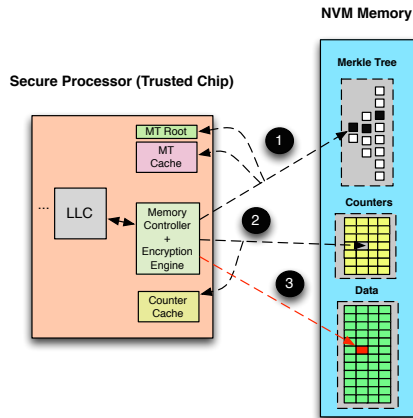 NVM Memory
Merkle Tree
Secure Processor (Trusted Chip)
MT Root
MT
Cache
1
...
LLC
Memory
Controller
+
Encryption
Engine
2
Counters
3
Counter
Cache
Data